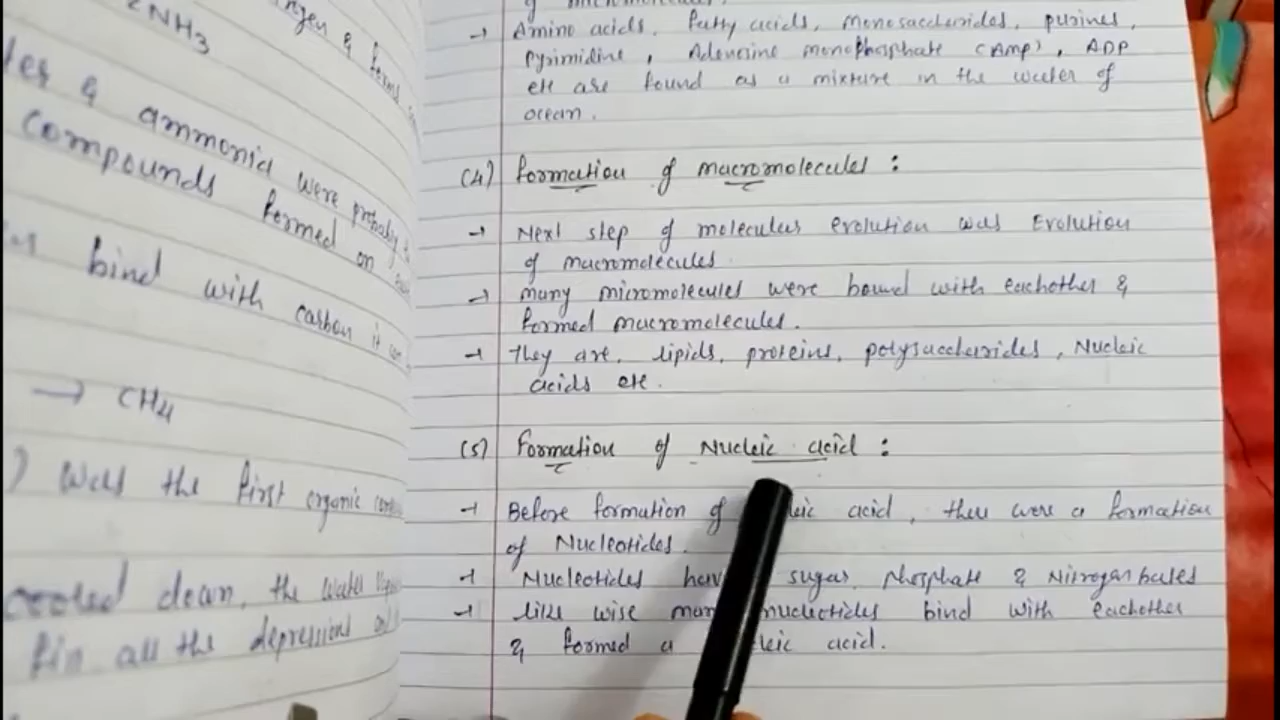 2NH3
& ammonia were probably
compounds formed on
bind with carbon it
→ CH4
) was the first organic
cooled down, the water
fill all the depressions
→ Amino acids, Fatty acids, monosaccharides, purines,
pyrimidine, Adenosine monophosphate (Amp), ADP
etc are found as a mixture in the water of
ocean.
(4) Formation of macromolecules :
→ Next step of molecular evolution was Evolution
of macromolecules
→ many micromolecules were bound with eachother &
formed macromolecules.
→ They are, lipids, proteins, polysaccharides, Nucleic
acids etc.
(5) Formation of Nucleic acid :
→ Before formation of acid, there were a formation
of Nucleotides.
→ Nucleotides have sugar, phosphate & Nitrogen bases
→ like wise many nucleotides bind with eachother
& formed a acid.